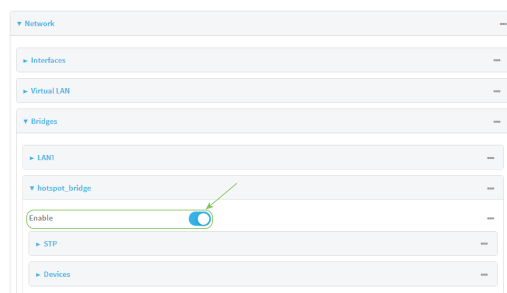 Network
Interfaces
Virtual LAN
Bridges
LAN1
hotspot_bridge
Enable
STP
Devices